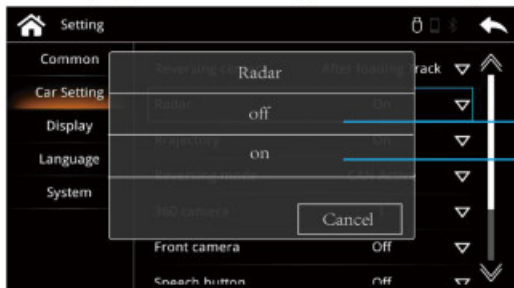 Setting
Common
Car Setting
Display
Language
System
Reversing
After loading Track
Radar
off
on
Cancel
Radar
On
Trajectory
On
Reversing mode
360 camera
Front camera
Off
Speech button
Off